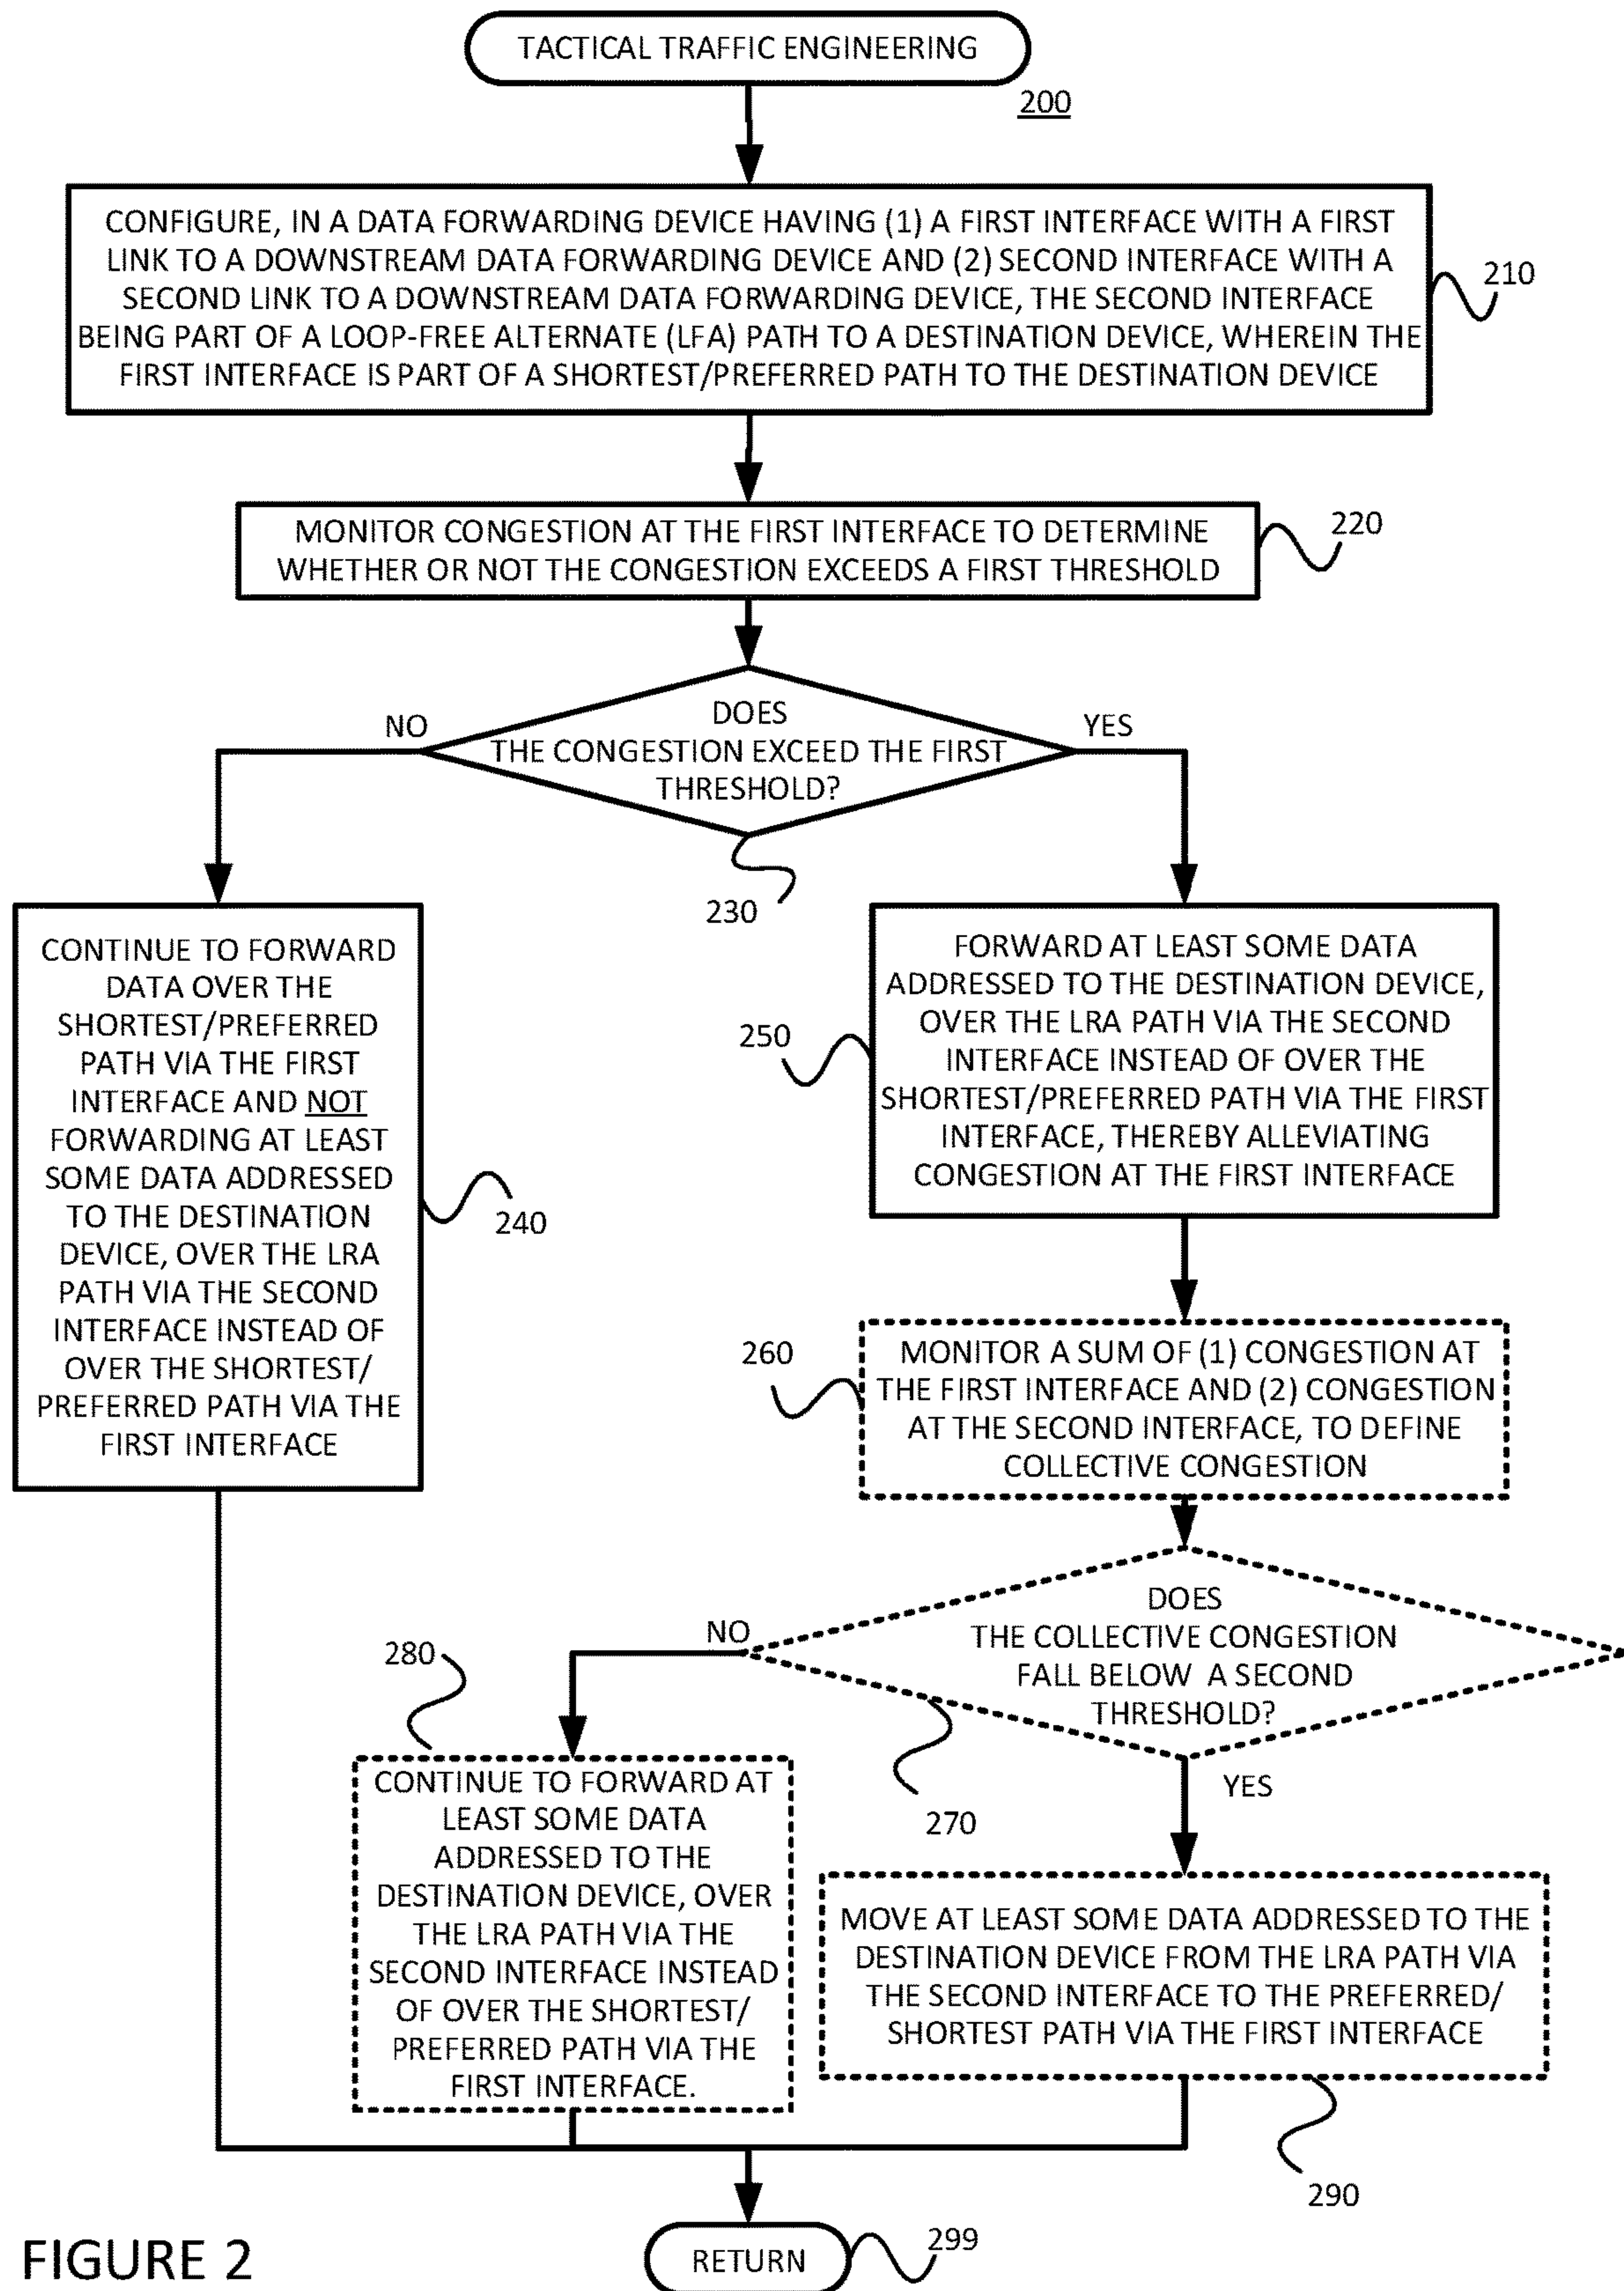 TACTICAL TRAFFIC ENGINEERING
200
CONFIGURE, IN A DATA FORWARDING DEVICE HAVING (1) A FIRST INTERFACE WITH A FIRST
LINK TO A DOWNSTREAM DATA FORWARDING DEVICE AND (2) SECOND INTERFACE WITH A
SECOND LINK TO A DOWNSTREAM DATA FORWARDING DEVICE, THE SECOND INTERFACE
BEING PART OF A LOOP-FREE ALTERNATE (LFA) PATH TO A DESTINATION DEVICE, WHEREIN THE
FIRST INTERFACE IS PART OF A SHORTEST/PREFERRED PATH TO THE DESTINATION DEVICE
210
MONITOR CONGESTION AT THE FIRST INTERFACE TO DETERMINE
WHETHER OR NOT THE CONGESTION EXCEEDS A FIRST THRESHOLD
220
DOES
THE CONGESTION EXCEED THE FIRST
THRESHOLD?
NO
YES
230
CONTINUE TO FORWARD
DATA OVER THE
SHORTEST/PREFERRED
PATH VIA THE FIRST
INTERFACE AND NOT
FORWARDING AT LEAST
SOME DATA ADDRESSED
TO THE DESTINATION
DEVICE, OVER THE LRA
PATH VIA THE SECOND
INTERFACE INSTEAD OF
OVER THE SHORTEST/
PREFERRED PATH VIA THE
FIRST INTERFACE
240
FORWARD AT LEAST SOME DATA
ADDRESSED TO THE DESTINATION DEVICE,
OVER THE LRA PATH VIA THE SECOND
INTERFACE INSTEAD OF OVER THE
SHORTEST/PREFERRED PATH VIA THE FIRST
INTERFACE, THEREBY ALLEVIATING
CONGESTION AT THE FIRST INTERFACE
250
MONITOR A SUM OF (1) CONGESTION AT
THE FIRST INTERFACE AND (2) CONGESTION
AT THE SECOND INTERFACE, TO DEFINE
COLLECTIVE CONGESTION
260
DOES
THE COLLECTIVE CONGESTION
FALL BELOW A SECOND
THRESHOLD?
NO
YES
270
280
CONTINUE TO FORWARD AT
LEAST SOME DATA
ADDRESSED TO THE
DESTINATION DEVICE, OVER
THE LRA PATH VIA THE
SECOND INTERFACE INSTEAD
OF OVER THE SHORTEST/
PREFERRED PATH VIA THE
FIRST INTERFACE.
MOVE AT LEAST SOME DATA ADDRESSED TO THE
DESTINATION DEVICE FROM THE LRA PATH VIA
THE SECOND INTERFACE TO THE PREFERRED/
SHORTEST PATH VIA THE FIRST INTERFACE
290
RETURN
299
FIGURE 2